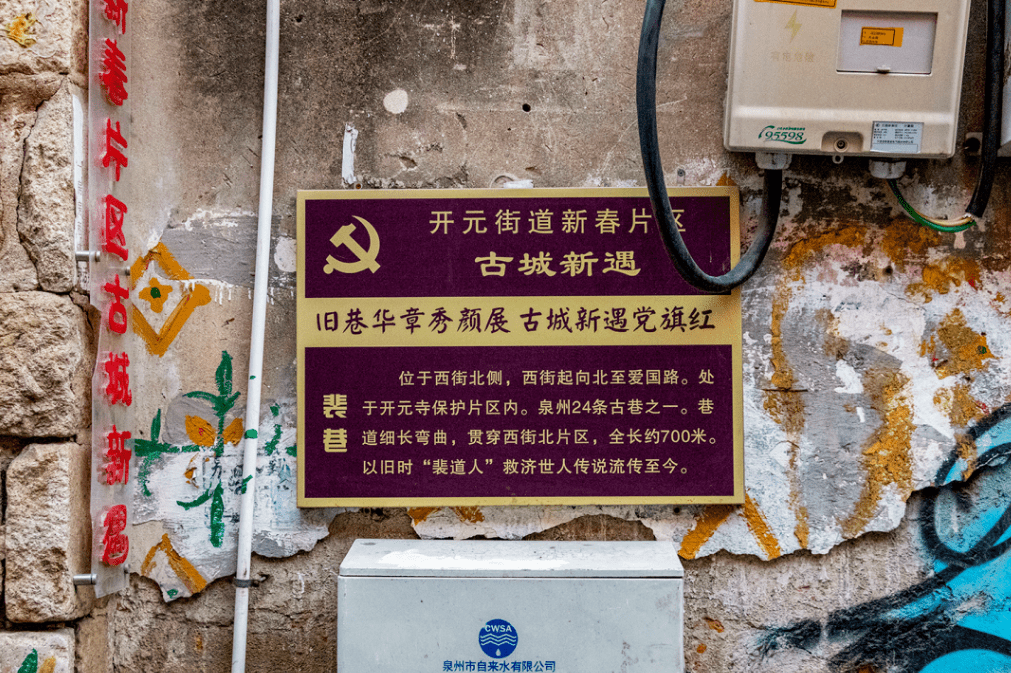 新春片区古城新遇
开元街道新春片区
古城新遇
旧巷华章秀颜展 古城新遇党旗红
裴巷
位于西街北侧，西街起向北至爱国路。处
于开元寺保护片区内。泉州24条古巷之一。巷
道细长弯曲，贯穿西街北片区，全长约700米。
以旧时“裴道人”救济世人传说流传至今。
95598
CWSA
泉州市自来水有限公司